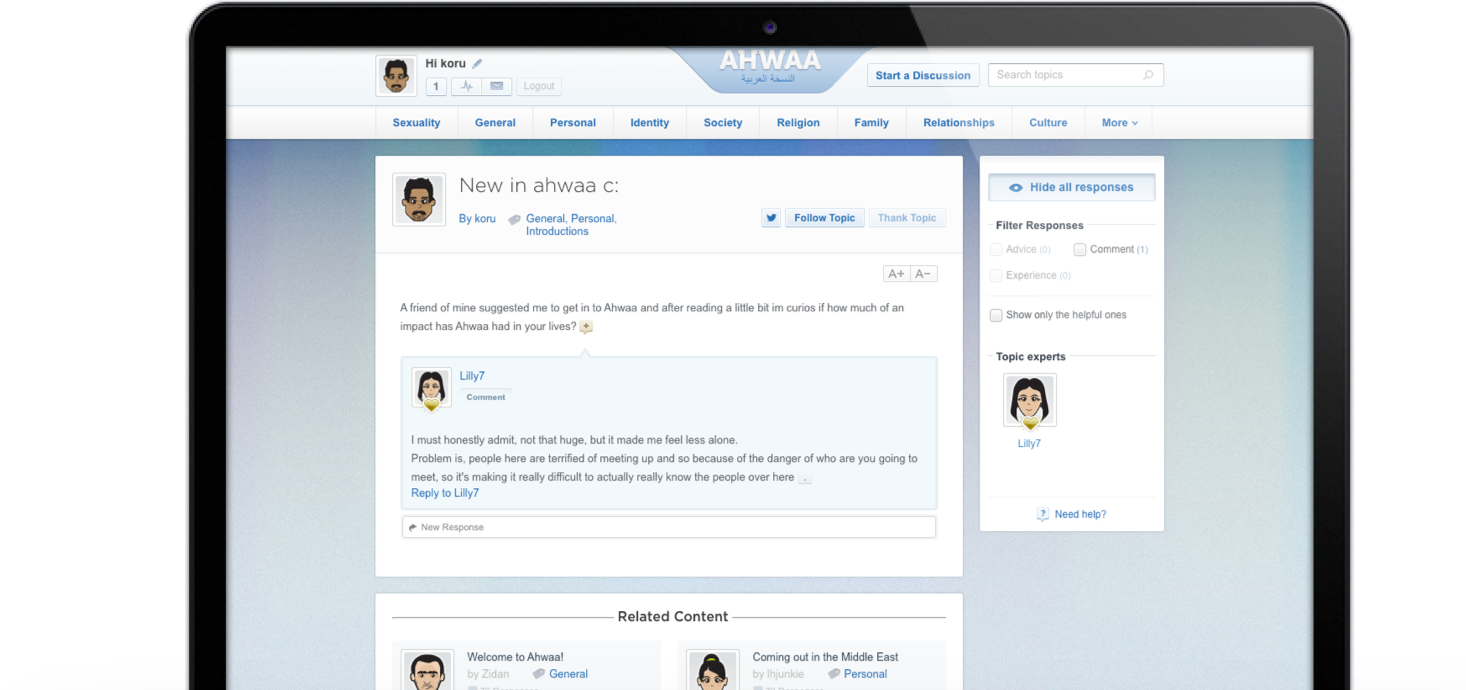 Hi koru
1
Logout
AHWAA
النسخة العربية
Start a Discussion
Search topics
Sexuality General Personal Identity Society Religion Family Relationships Culture More
New in ahwaa c:
By koru
General, Personal,
Introductions
Follow Topic
Thank Topic
A+ A−
A friend of mine suggested me to get in to Ahwaa and after reading a little bit im curios if how much of an
impact has Ahwaa had in your lives?
Lilly7
Comment
I must honestly admit, not that huge, but it made me feel less alone.
Problem is, people here are terrified of meeting up and so because of the danger of who are you going to
meet, so it's making it really difficult to actually really know the people over here
Reply to Lilly7
New Response
Hide all responses
Filter Responses
Advice (0) Comment (1)
Experience (0)
Show only the helpful ones
Topic experts
Lilly7
? Need help?
Related Content
Welcome to Ahwaa!
by Zidan General
Coming out in the Middle East
by lhjunkie Personal